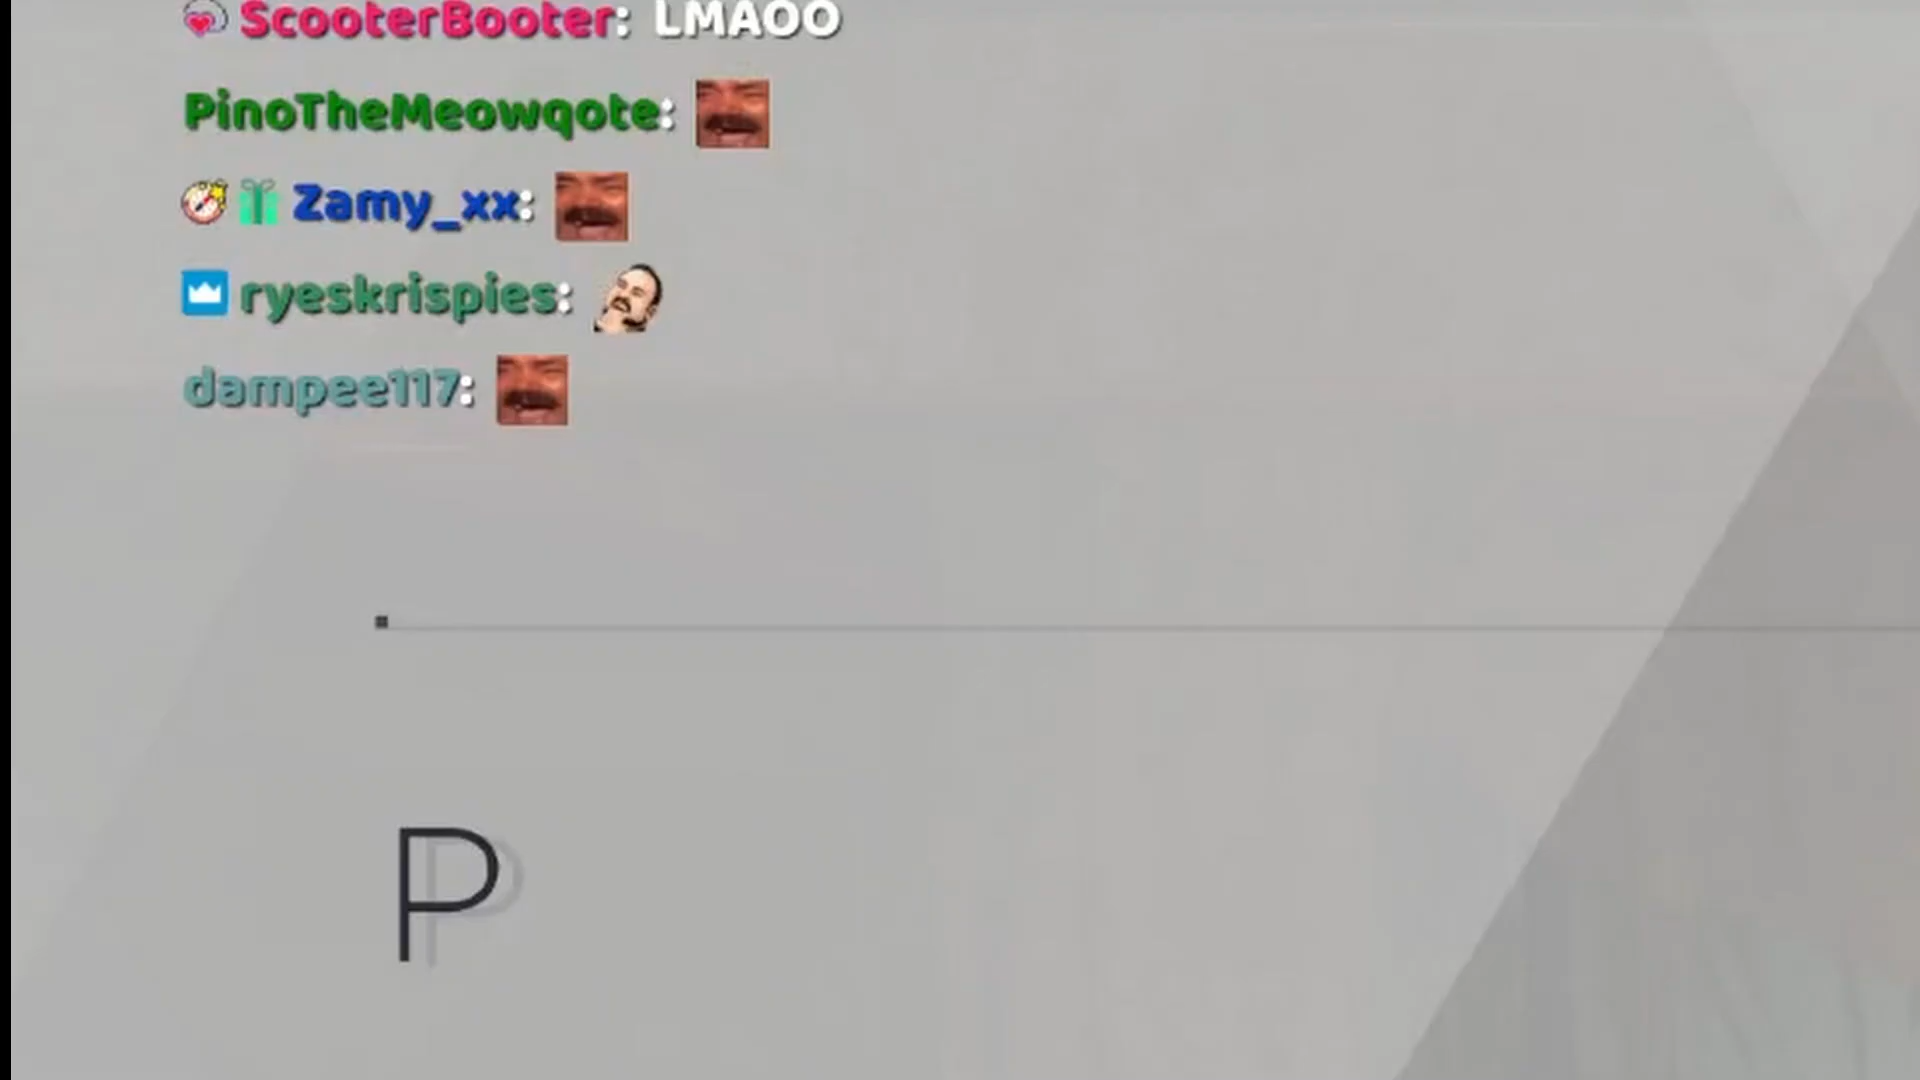 ScooterBooter: LMAOO
PinoTheMeowqote:
Zamy_xx:
ryeskrispies:
dampee117:
P